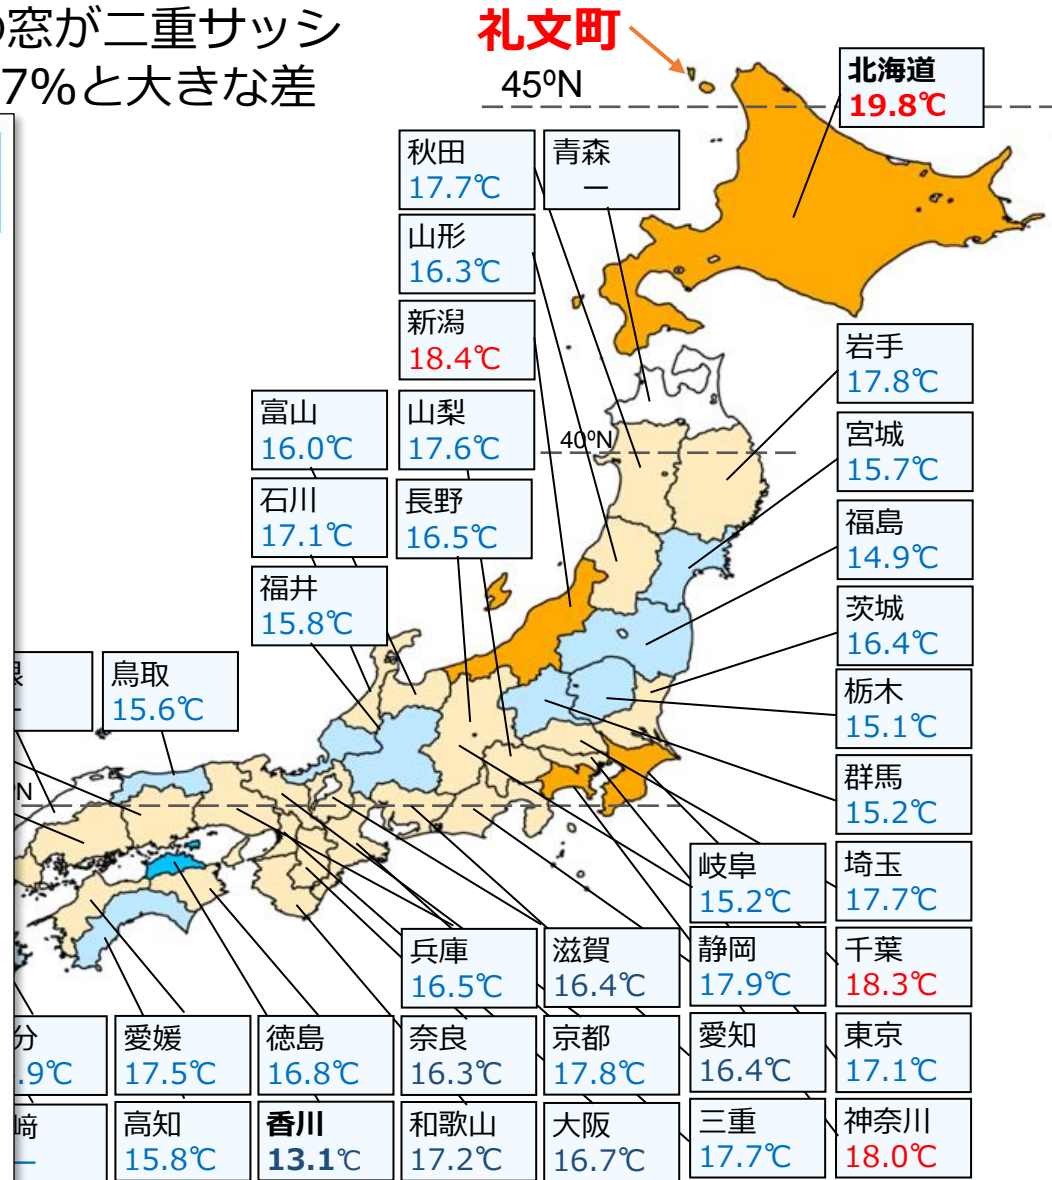 の窓が二重サッシ
7%と大きな差
礼文町
45⁰N
北海道
19.8℃
秋田
17.7℃
青森
－
山形
16.3℃
新潟
18.4℃
岩手
17.8℃
富山
16.0℃
山梨
17.6℃
40⁰N
宮城
15.7℃
石川
17.1℃
長野
16.5℃
福島
14.9℃
福井
15.8℃
茨城
16.4℃
鳥取
15.6℃
栃木
15.1℃
群馬
15.2℃
N
岐阜
15.2℃
埼玉
17.7℃
兵庫
16.5℃
滋賀
16.4℃
静岡
17.9℃
千葉
18.3℃
分
.9℃
愛媛
17.5℃
徳島
16.8℃
奈良
16.3℃
京都
17.8℃
愛知
16.4℃
東京
17.1℃
崎
－
高知
15.8℃
香川
13.1℃
和歌山
17.2℃
大阪
16.7℃
三重
17.7℃
神奈川
18.0℃